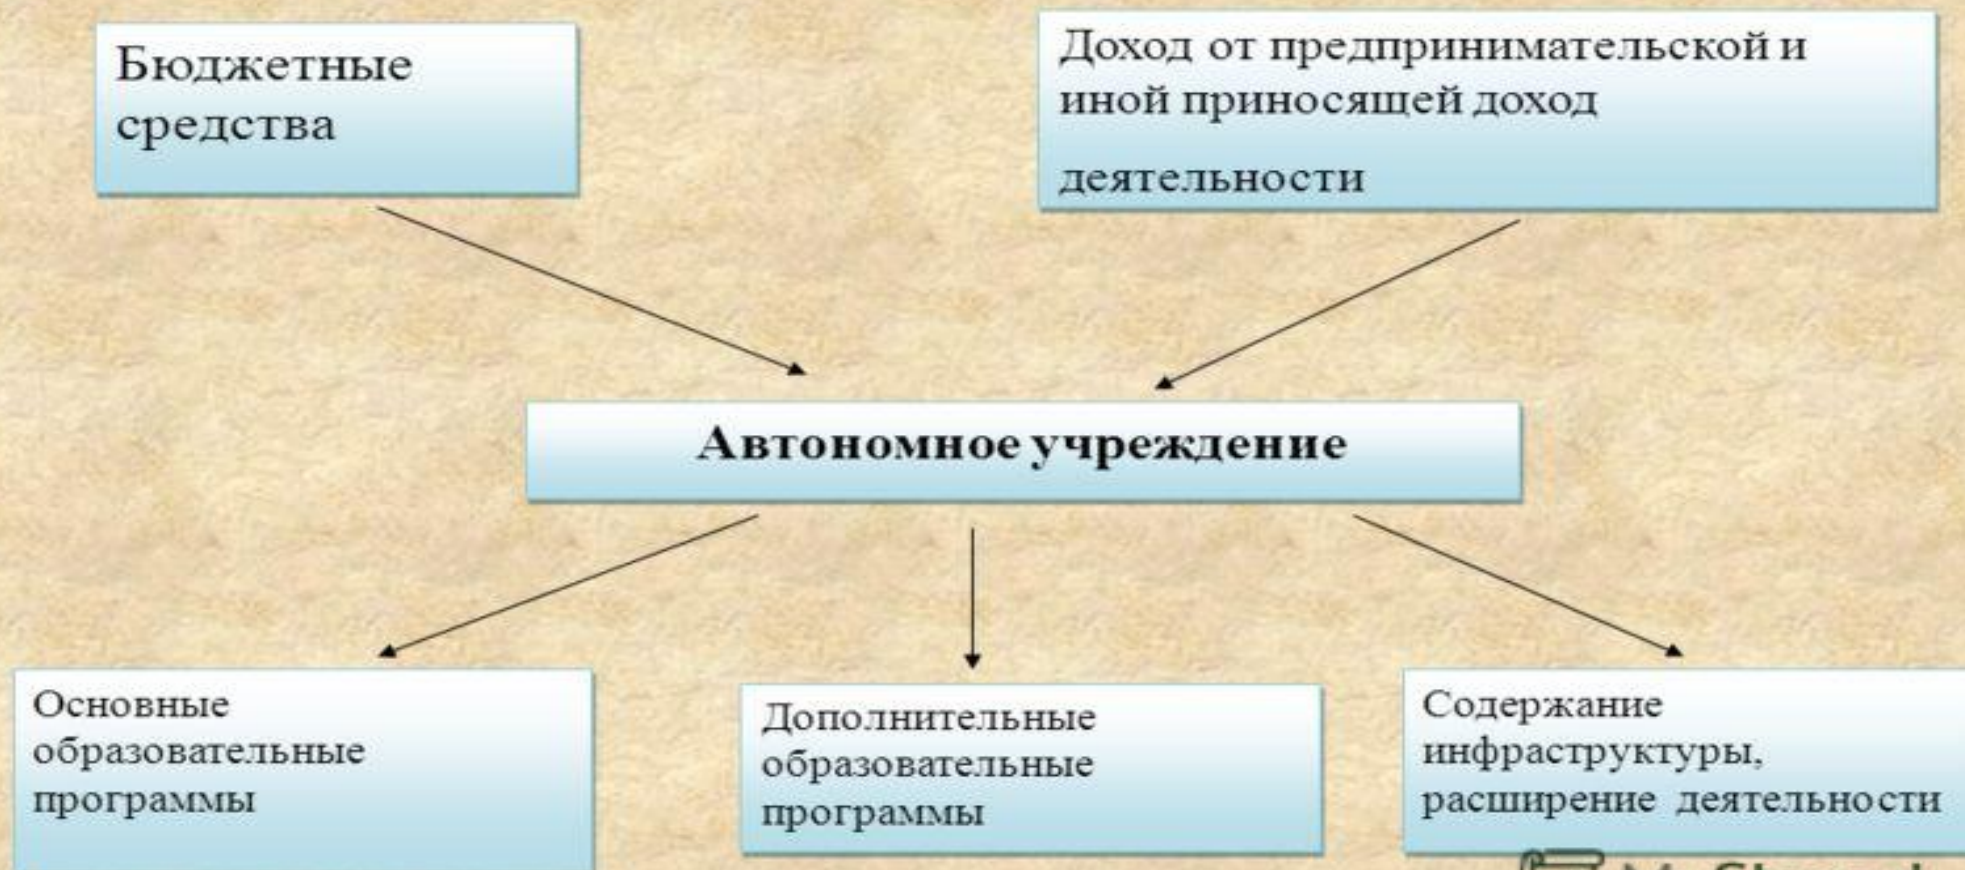 Бюджетные
средства
Доход от предпринимательской и
иной приносящей доход
деятельности
Автономное учреждение
Основные
образовательные
программы
Дополнительные
образовательные
программы
Содержание
инфраструктуры,
расширение деятельности